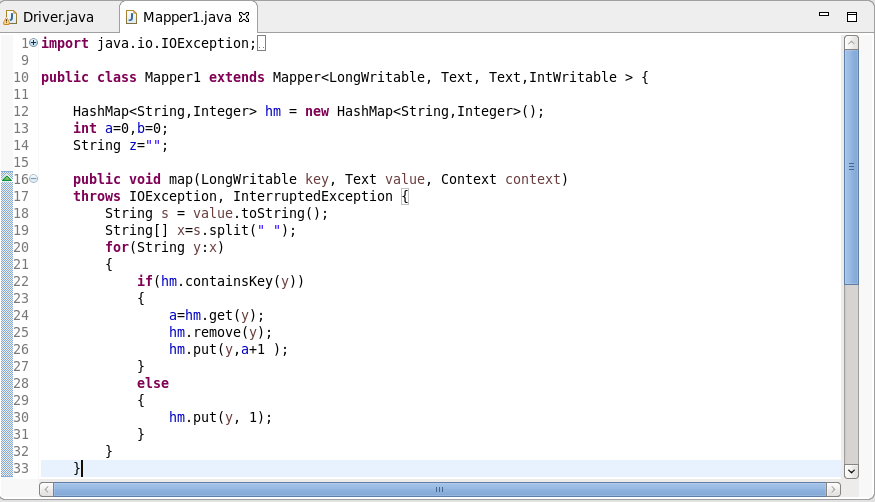 Driver.java Mapper1.java
1 import java.io.IOException;
9
10 public class Mapper1 extends Mapper<LongWritable, Text, Text,IntWritable > {
11
12     HashMap<String,Integer> hm = new HashMap<String,Integer>();
13     int a=0,b=0;
14     String z="";
15
16     public void map(LongWritable key, Text value, Context context)
17     throws IOException, InterruptedException {
18         String s = value.toString();
19         String[] x=s.split(" ");
20         for(String y:x)
21         {
22             if(hm.containsKey(y))
23             {
24                 a=hm.get(y);
25                 hm.remove(y);
26                 hm.put(y,a+1 );
27             }
28             else
29             {
30                 hm.put(y, 1);
31             }
32         }
33     }